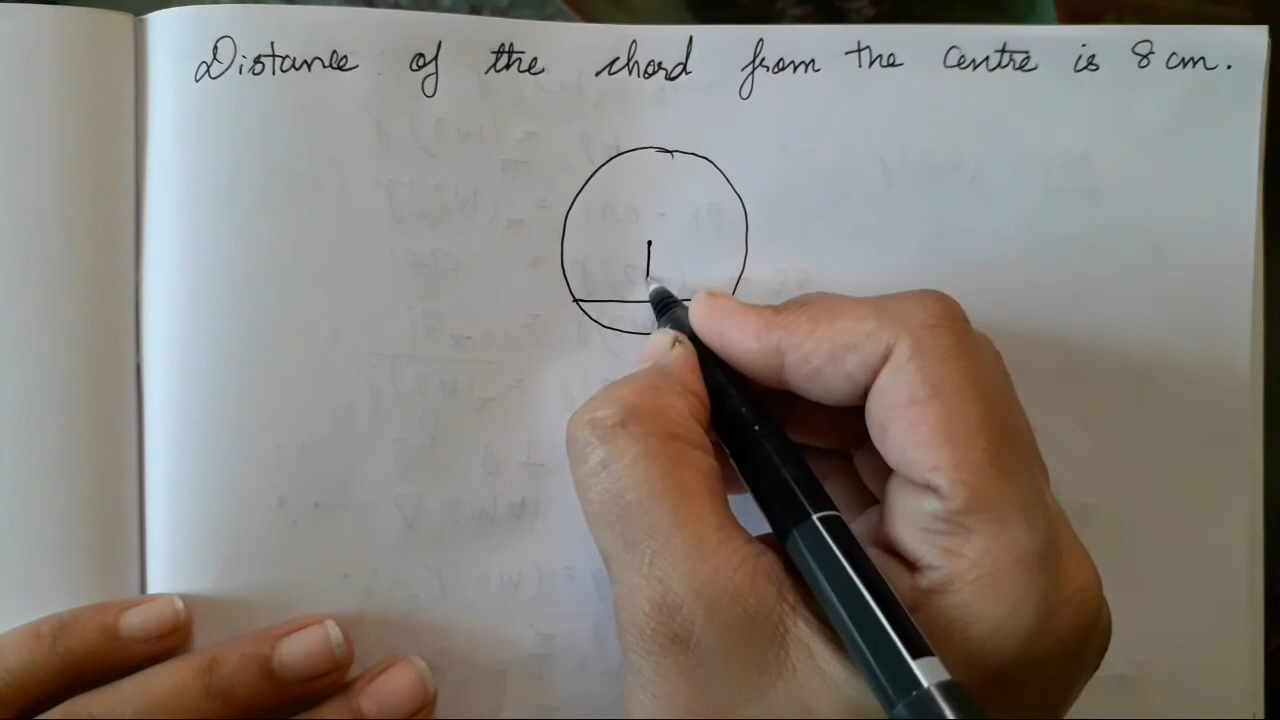 Distance of the chord from the centre is 8 cm.